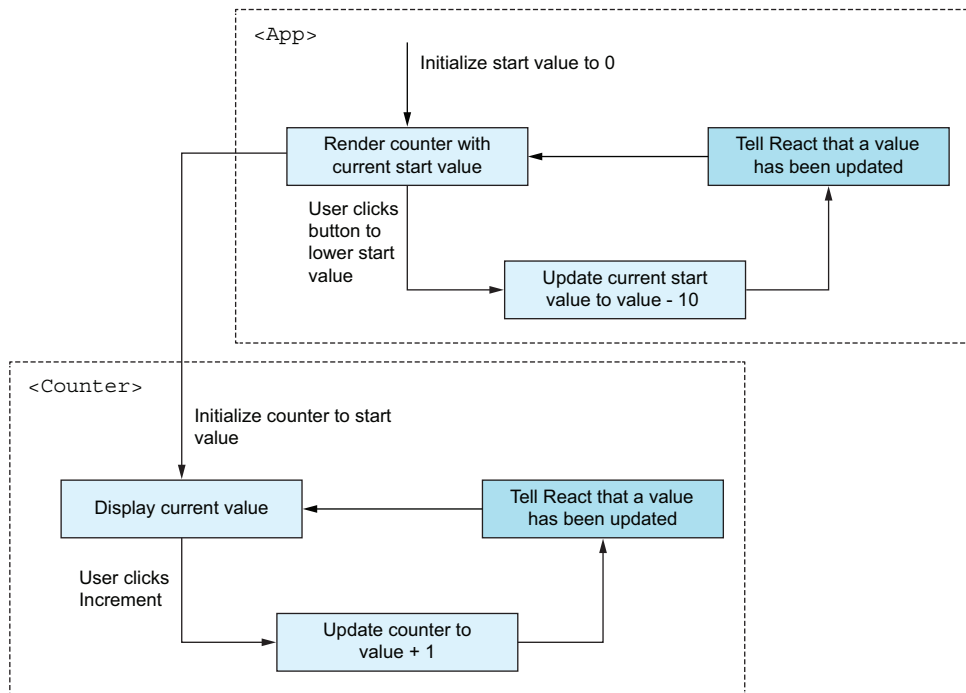 <App>
Initialize start value to 0
Render counter with
current start value
Tell React that a value
has been updated
User clicks
button to
lower start
value
Update current start
value to value - 10
<Counter>
Initialize counter to start
value
Display current value
Tell React that a value
has been updated
User clicks
Increment
Update counter to
value + 1